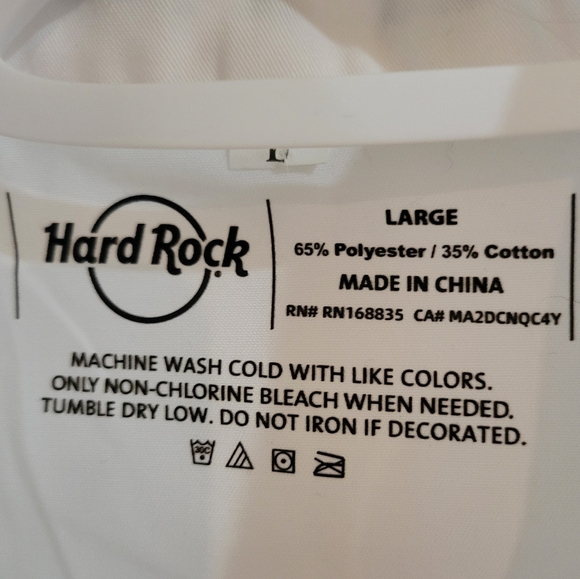 L
Hard Rock
LARGE
65% Polyester / 35% Cotton
MADE IN CHINA
RN# RN168835 CA# MA2DCNQC4Y
MACHINE WASH COLD WITH LIKE COLORS.
ONLY NON-CHLORINE BLEACH WHEN NEEDED.
TUMBLE DRY LOW. DO NOT IRON IF DECORATED.
30C